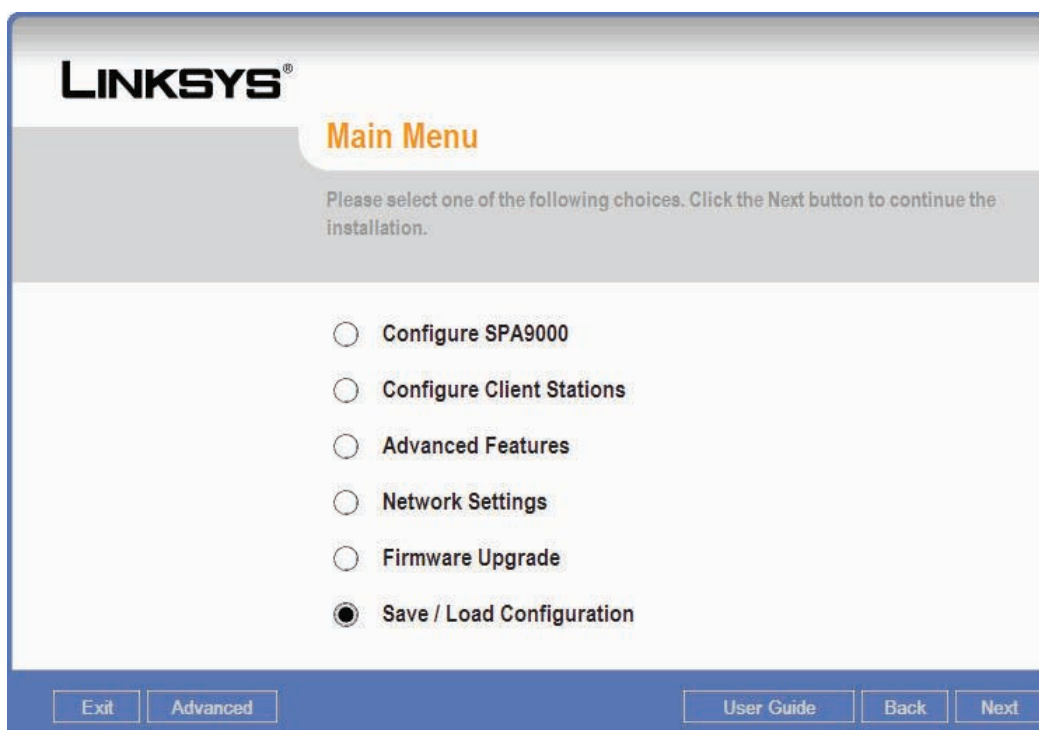 LINKSYS®
Main Menu
Please select one of the following choices. Click the Next button to continue the
installation.
Configure SPA9000
Configure Client Stations
Advanced Features
Network Settings
Firmware Upgrade
Save / Load Configuration
Exit
Advanced
User Guide
Back
Next